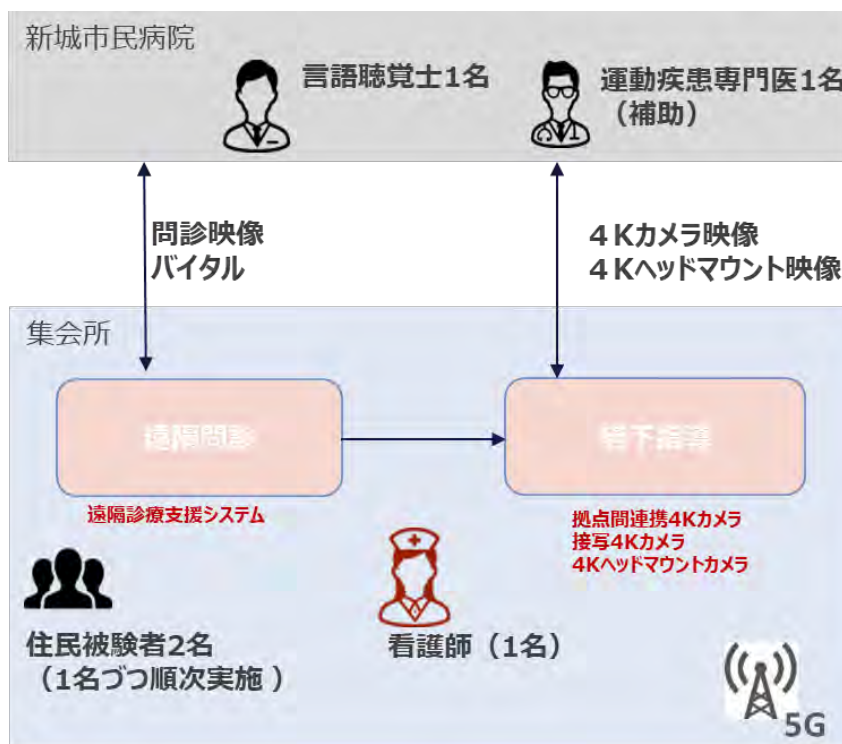 新城市民病院
言語聴覚士1名
運動疾患専門医1名
（補助）
問診映像
バイタル
４Kカメラ映像
４Kヘッドマウント映像
集会所
遠隔問診
嚥下指導
遠隔診療支援システム
拠点間連携4Kカメラ
接写4Kカメラ
4Kヘッドマウントカメラ
住民被験者2名
（1名づつ順次実施 ）
看護師（1名）
5G